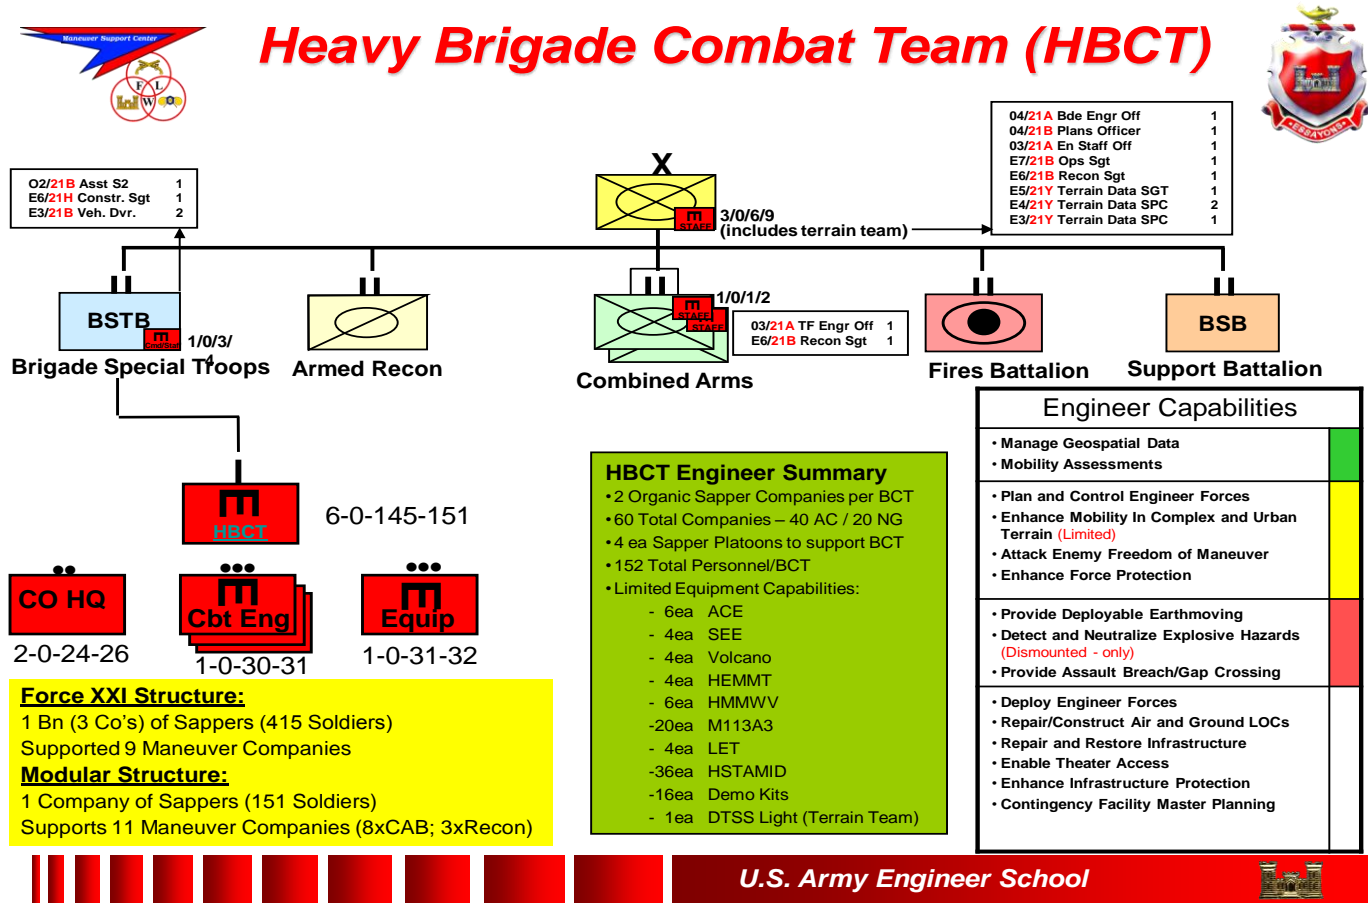 Maneuver Support Center
F L
W
Heavy Brigade Combat Team (HBCT)
ESSAYONS
04/21A Bde Engr Off 1
04/21B Plans Officer 1
03/21A En Staff Off 1
E7/21B Ops Sgt 1
E6/21B Recon Sgt 1
E5/21Y Terrain Data SGT 1
E4/21Y Terrain Data SPC 2
E3/21Y Terrain Data SPC 1
O2/21B Asst S2 1
E6/21H Constr. Sgt 1
E3/21B Veh. Dvr. 2
X
STAFF
3/0/6/9
(includes terrain team)
BSTB
Cmd/Staff
1/0/3/
4
Brigade Special Troops
Armed Recon
STAFF
STAFF
1/0/1/2
03/21A TF Engr Off 1
E6/21B Recon Sgt 1
Combined Arms
Fires Battalion
BSB
Support Battalion
HBCT
6-0-145-151
CO HQ
2-0-24-26
Cbt Eng
1-0-30-31
Equip
1-0-31-32
Force XXI Structure:
1 Bn (3 Co's) of Sappers (415 Soldiers)
Supported 9 Maneuver Companies
Modular Structure:
1 Company of Sappers (151 Soldiers)
Supports 11 Maneuver Companies (8xCAB; 3xRecon)
HBCT Engineer Summary
• 2 Organic Sapper Companies per BCT
• 60 Total Companies – 40 AC / 20 NG
• 4 ea Sapper Platoons to support BCT
• 152 Total Personnel/BCT
• Limited Equipment Capabilities:
- 6ea ACE
- 4ea SEE
- 4ea Volcano
- 4ea HEMMT
- 6ea HMMWV
-20ea M113A3
- 4ea LET
-36ea HSTAMID
-16ea Demo Kits
- 1ea DTSS Light (Terrain Team)
Engineer Capabilities
• Manage Geospatial Data
• Mobility Assessments
• Plan and Control Engineer Forces
• Enhance Mobility In Complex and Urban
Terrain (Limited)
• Attack Enemy Freedom of Maneuver
• Enhance Force Protection
• Provide Deployable Earthmoving
• Detect and Neutralize Explosive Hazards
(Dismounted - only)
• Provide Assault Breach/Gap Crossing
• Deploy Engineer Forces
• Repair/Construct Air and Ground LOCs
• Repair and Restore Infrastructure
• Enable Theater Access
• Enhance Infrastructure Protection
• Contingency Facility Master Planning
U.S. Army Engineer School